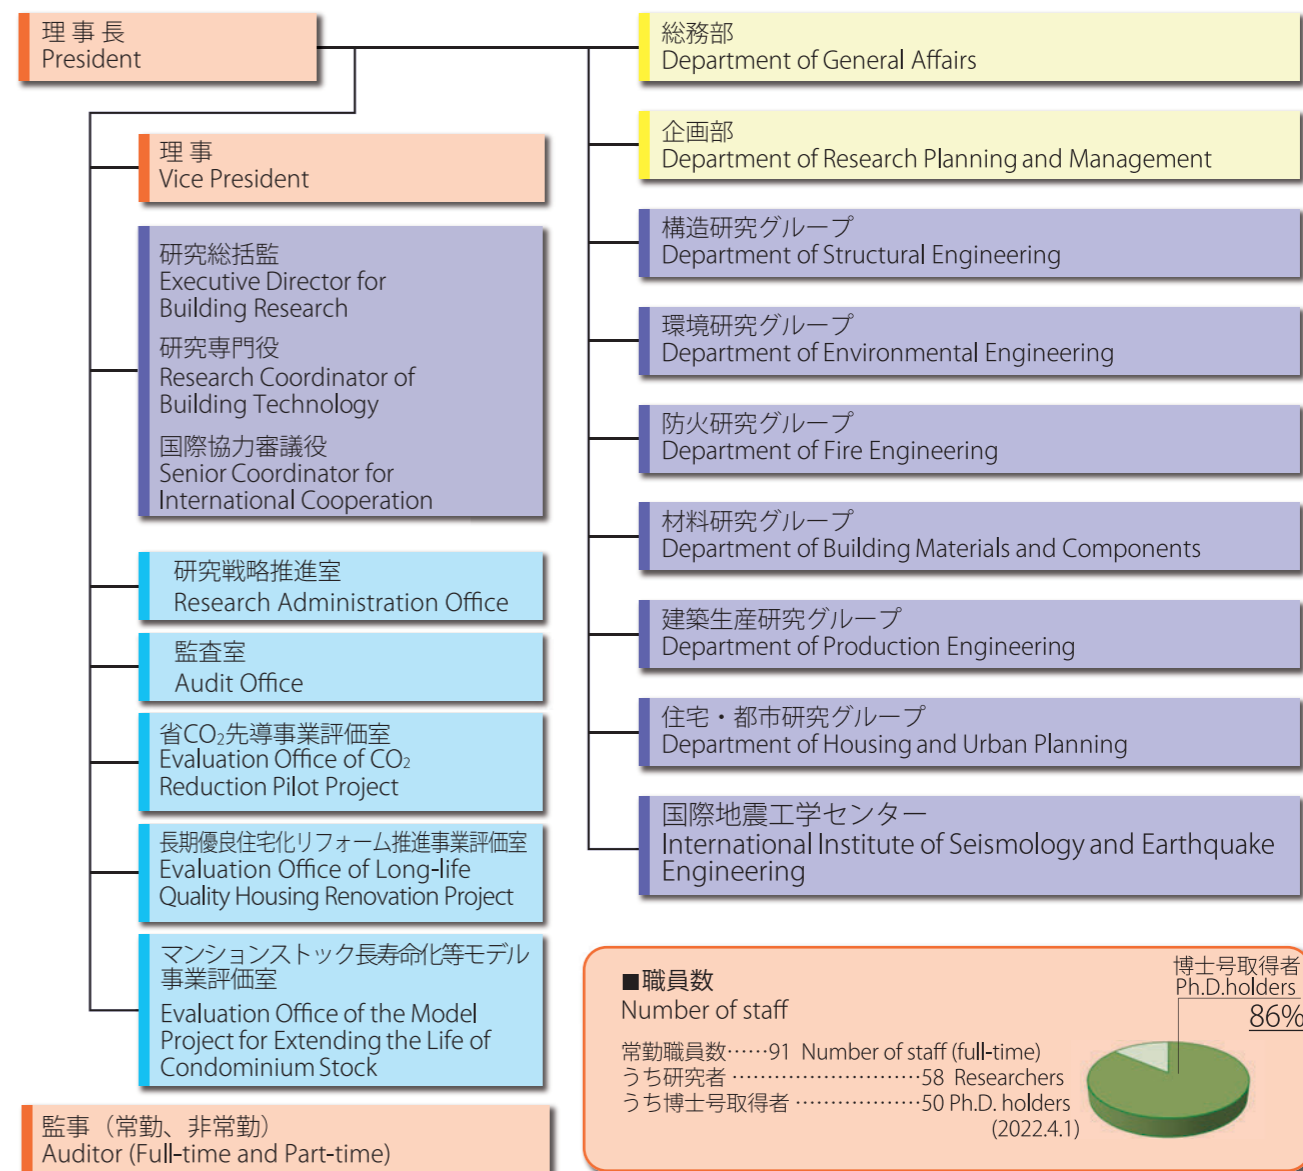 理 事 長
President
理 事
Vice President
研究総括監
Executive Director for
Building Research
研究専門役
Research Coordinator of
Building Technology
国際協力審議役
Senior Coordinator for
International Cooperation
研究戦略推進室
Research Administration Office
監査室
Audit Office
省CO₂先導事業評価室
Evaluation Office of CO₂
Reduction Pilot Project
長期優良住宅化リフォーム推進事業評価室
Evaluation Office of Long-life
Quality Housing Renovation Project
マンションストック長寿命化等モデル
事業評価室
Evaluation Office of the Model
Project for Extending the Life of
Condominium Stock
監事（常勤、非常勤）
Auditor (Full-time and Part-time)
総務部
Department of General Affairs
企画部
Department of Research Planning and Management
構造研究グループ
Department of Structural Engineering
環境研究グループ
Department of Environmental Engineering
防火研究グループ
Department of Fire Engineering
材料研究グループ
Department of Building Materials and Components
建築生産研究グループ
Department of Production Engineering
住宅・都市研究グループ
Department of Housing and Urban Planning
国際地震工学センター
International Institute of Seismology and Earthquake
Engineering
■職員数
Number of staff
常勤職員数……91 Number of staff (full-time)
うち研究者………………………58 Researchers
うち博士号取得者………………50 Ph.D. holders
(2022.4.1)
博士号取得者
Ph.D.holders
86%